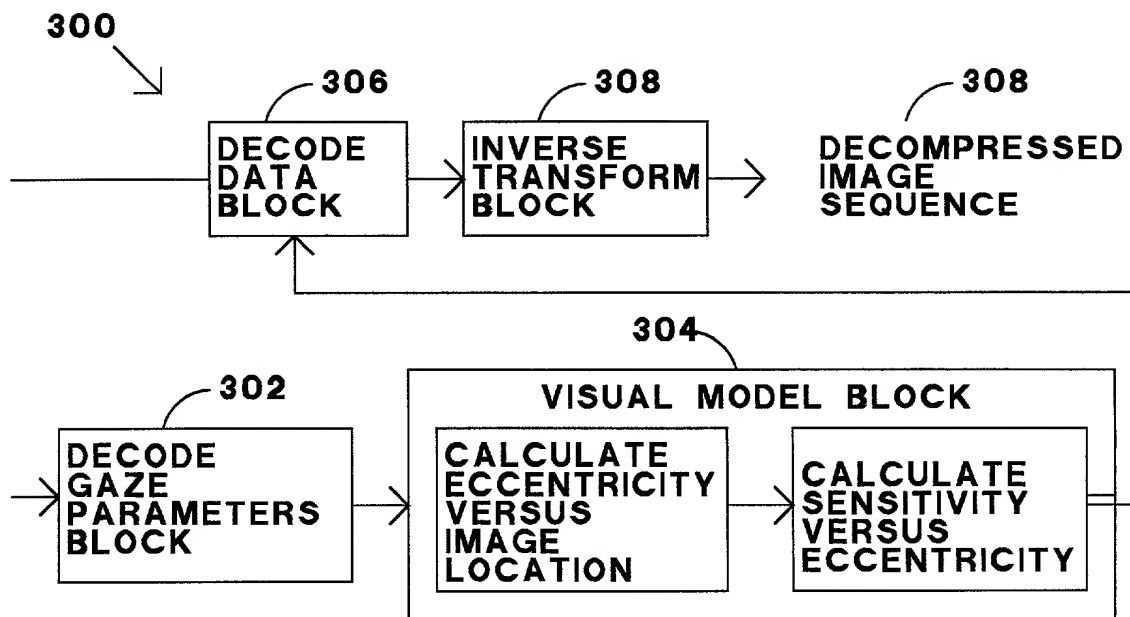 300
306
308
308
DECODE
DATA
BLOCK
INVERSE
TRANSFORM
BLOCK
DECOMPRESSED
IMAGE
SEQUENCE
304
302
VISUAL MODEL BLOCK
DECODE
GAZE
PARAMETERS
BLOCK
CALCULATE
ECCENTRICITY
VERSUS
IMAGE
LOCATION
CALCULATE
SENSITIVITY
VERSUS
ECCENTRICITY